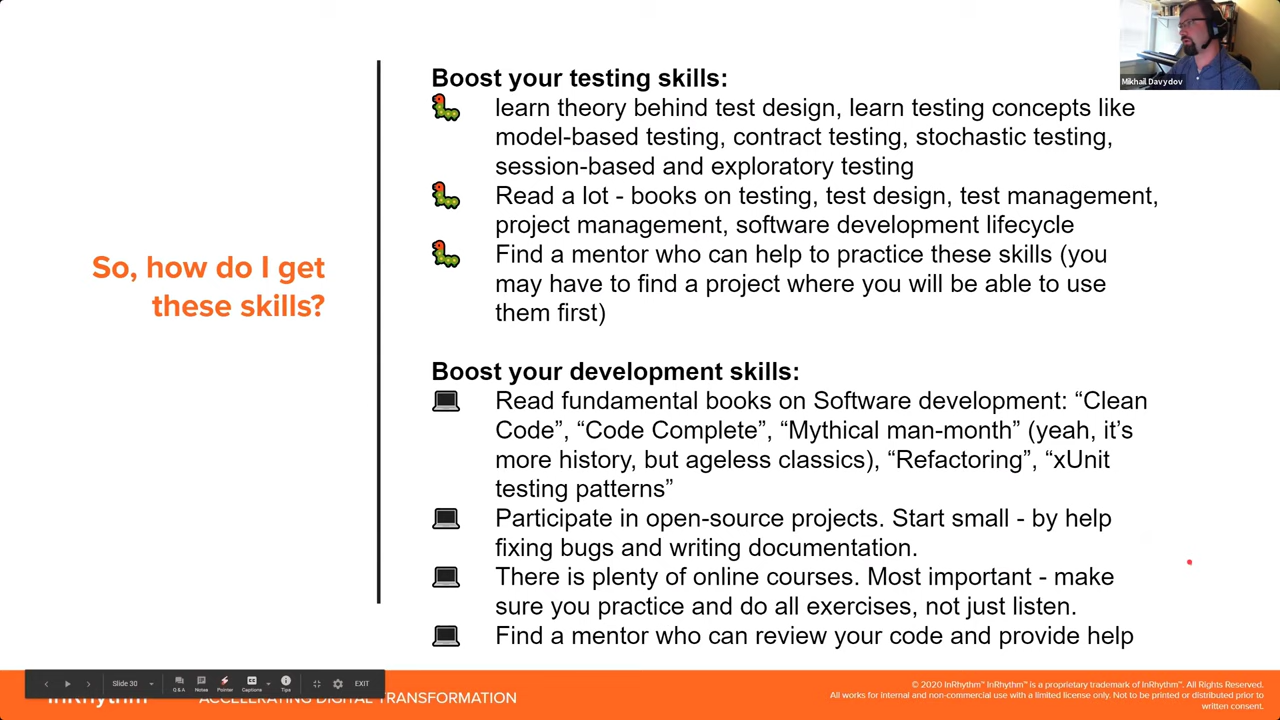 Mikhail Davydov
So, how do I get
these skills?
Boost your testing skills:
learn theory behind test design, learn testing concepts like
model-based testing, contract testing, stochastic testing,
session-based and exploratory testing
Read a lot - books on testing, test design, test management,
project management, software development lifecycle
Find a mentor who can help to practice these skills (you
may have to find a project where you will be able to use
them first)
Boost your development skills:
Read fundamental books on Software development: “Clean
Code”, “Code Complete”, “Mythical man-month” (yeah, it’s
more history, but ageless classics), “Refactoring”, “xUnit
testing patterns”
Participate in open-source projects. Start small - by help
fixing bugs and writing documentation.
There is plenty of online courses. Most important - make
sure you practice and do all exercises, not just listen.
Find a mentor who can review your code and provide help
Slide 30
Q&A
Notes
Pointer
Captions
Tips
EXIT
InRhythm™ ACCELERATING DIGITAL TRANSFORMATION
© 2020 InRhythm™ InRhythm™ is a proprietary trademark of InRhythm™. All Rights Reserved.
All works for internal and non-commercial use with a limited license only. Not to be printed or distributed prior to
written consent.